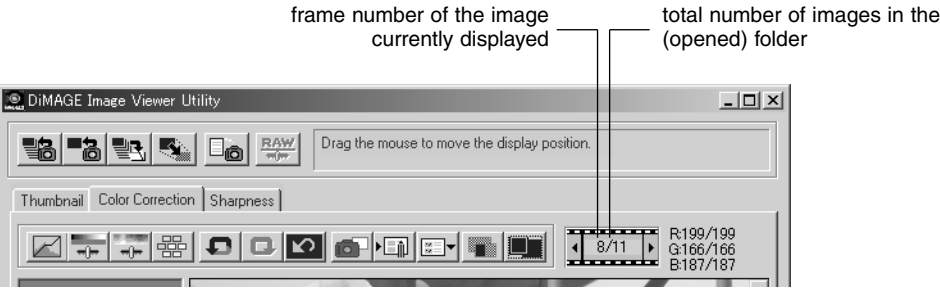 frame number of the image
currently displayed
total number of images in the
(opened) folder
DiMAGE Image Viewer Utility
RAW
Drag the mouse to move the display position.
Thumbnail
Color Correction
Sharpness
8/11
R:199/199
G:166/166
B:187/187